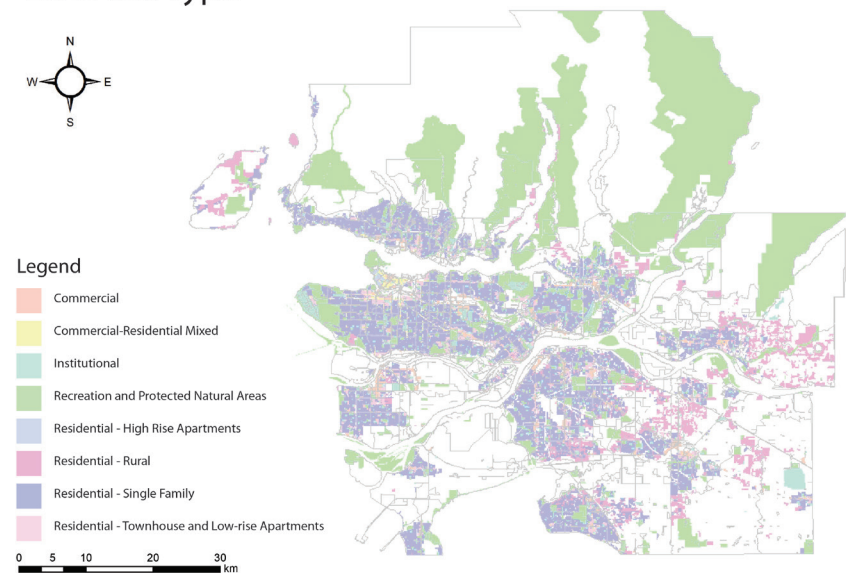 N
W E
S
Legend
Commercial
Commercial-Residential Mixed
Institutional
Recreation and Protected Natural Areas
Residential - High Rise Apartments
Residential - Rural
Residential - Single Family
Residential - Townhouse and Low-rise Apartments
0 5 10 20 30
km